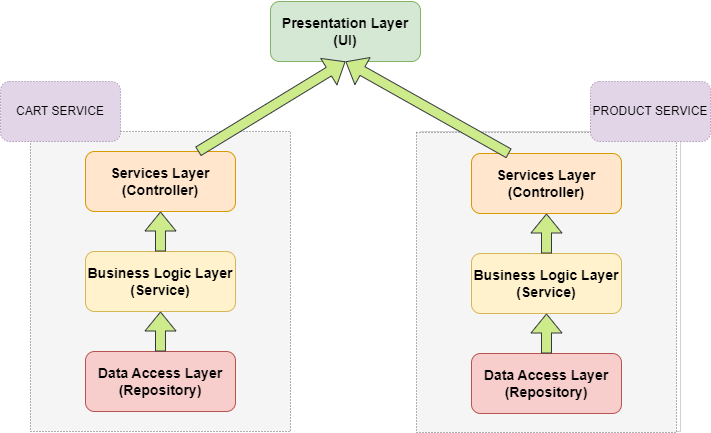 Presentation Layer
(UI)
CART SERVICE
PRODUCT SERVICE
Services Layer
(Controller)
Business Logic Layer
(Service)
Data Access Layer
(Repository)
Services Layer
(Controller)
Business Logic Layer
(Service)
Data Access Layer
(Repository)